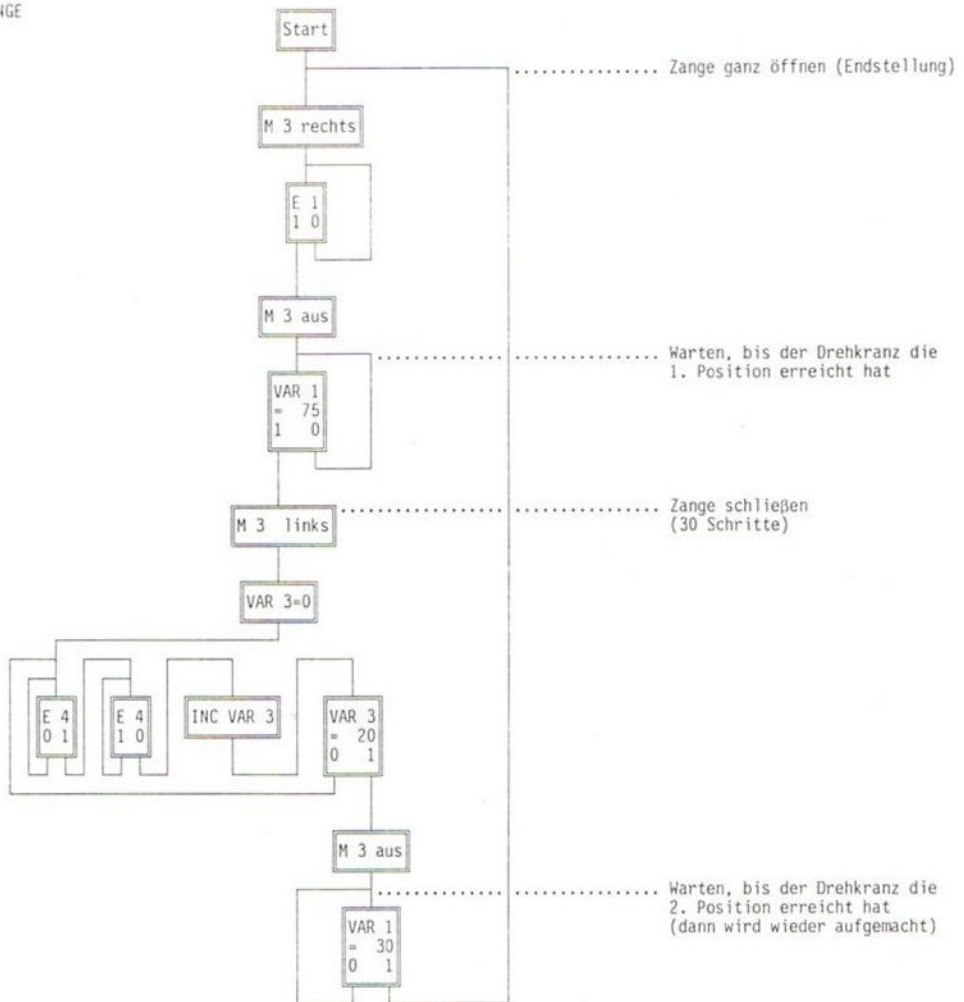 Start
Zange ganz öffnen (Endstellung)
M 3 rechts
E 1
1 0
M 3 aus
Warten, bis der Drehkranz die
1. Position erreicht hat
VAR 1
= 75
1 0
M 3 links
Zange schließen
(30 Schritte)
VAR 3=0
E 4
0 1
E 4
1 0
INC VAR 3
VAR 3
= 20
0 1
M 3 aus
Warten, bis der Drehkranz die
2. Position erreicht hat
(dann wird wieder aufgemacht)
VAR 1
= 30
0 1